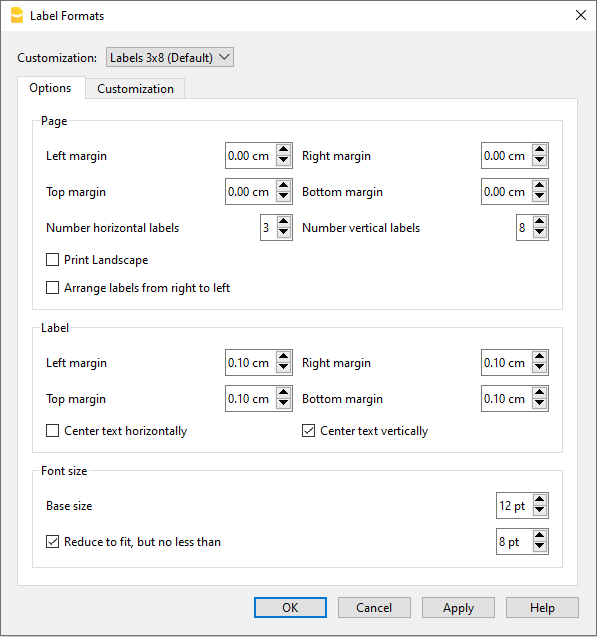 Label Formats
Customization: Labels 3x8 (Default)
Options Customization
Page
Left margin 0.00 cm Right margin 0.00 cm
Top margin 0.00 cm Bottom margin 0.00 cm
Number horizontal labels 3 Number vertical labels 8
Print Landscape
Arrange labels from right to left
Label
Left margin 0.10 cm Right margin 0.10 cm
Top margin 0.10 cm Bottom margin 0.10 cm
Center text horizontally Center text vertically
Font size
Base size 12 pt
Reduce to fit, but no less than 8 pt
OK Cancel Apply Help